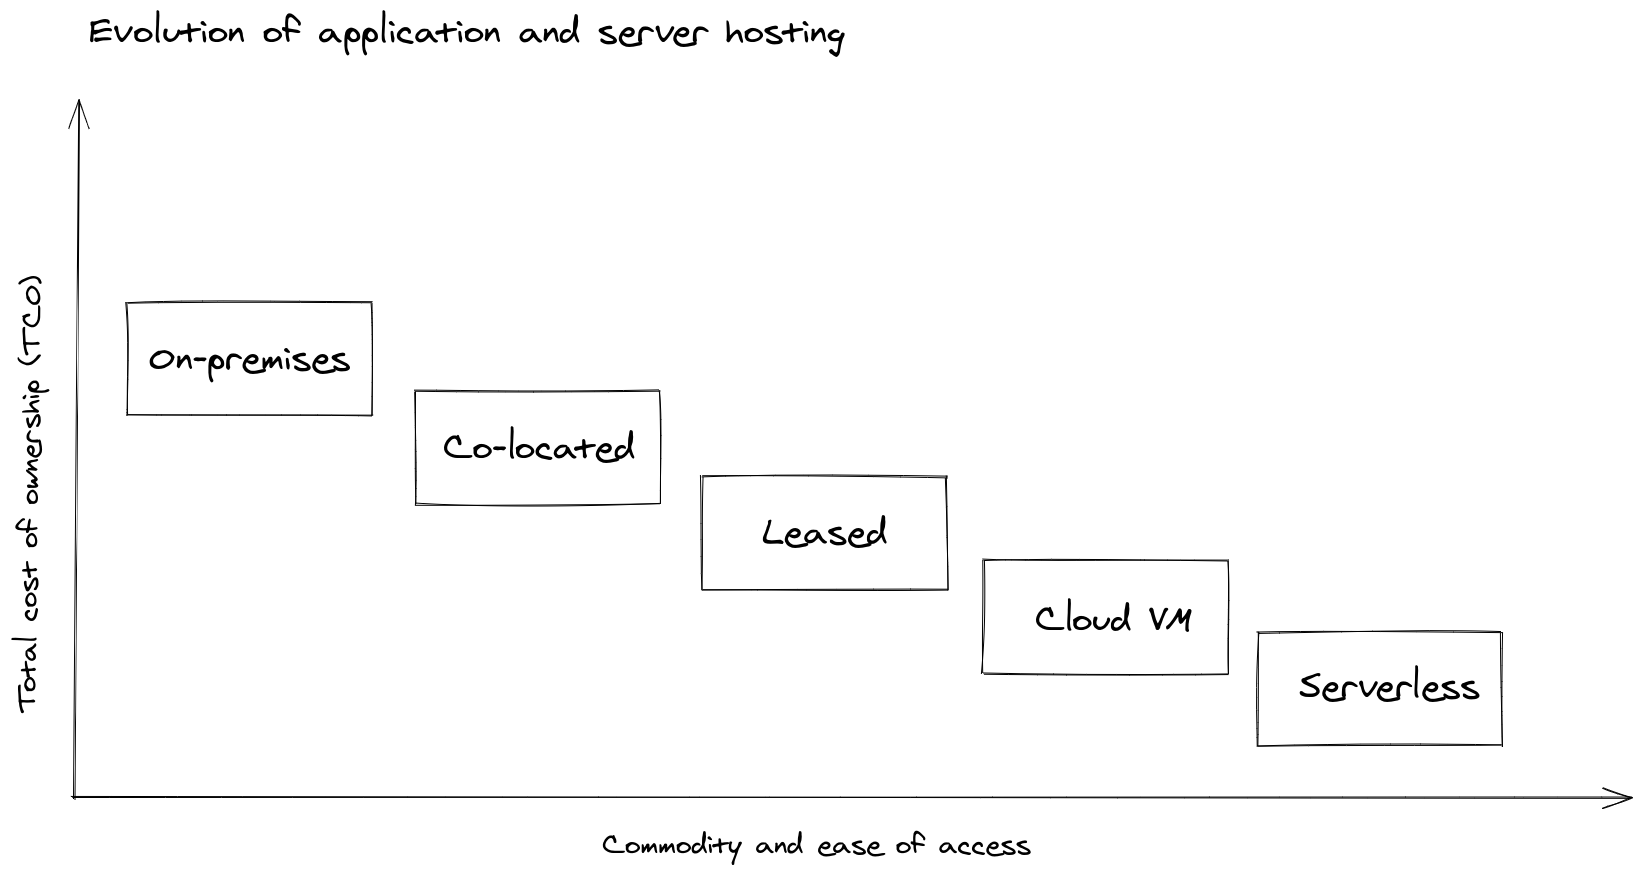 Evolution of application and server hosting
Total cost of ownership (TCO)
On-premises
Co-located
Leased
Cloud VM
Serverless
Commodity and ease of access